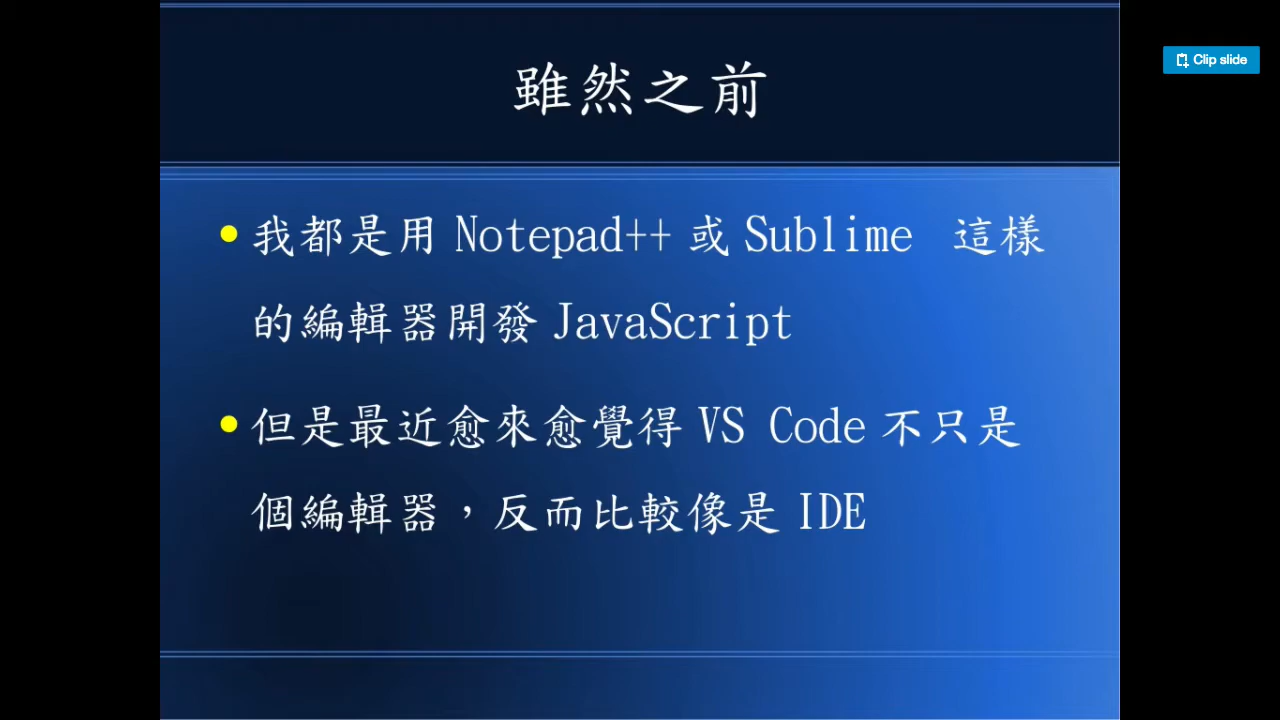 Clip slide
雖然之前
我都是用 Notepad++ 或 Sublime 這樣
的編輯器開發 JavaScript
但是最近愈來愈覺得 VS Code 不只是
個編輯器，反而比較像是 IDE